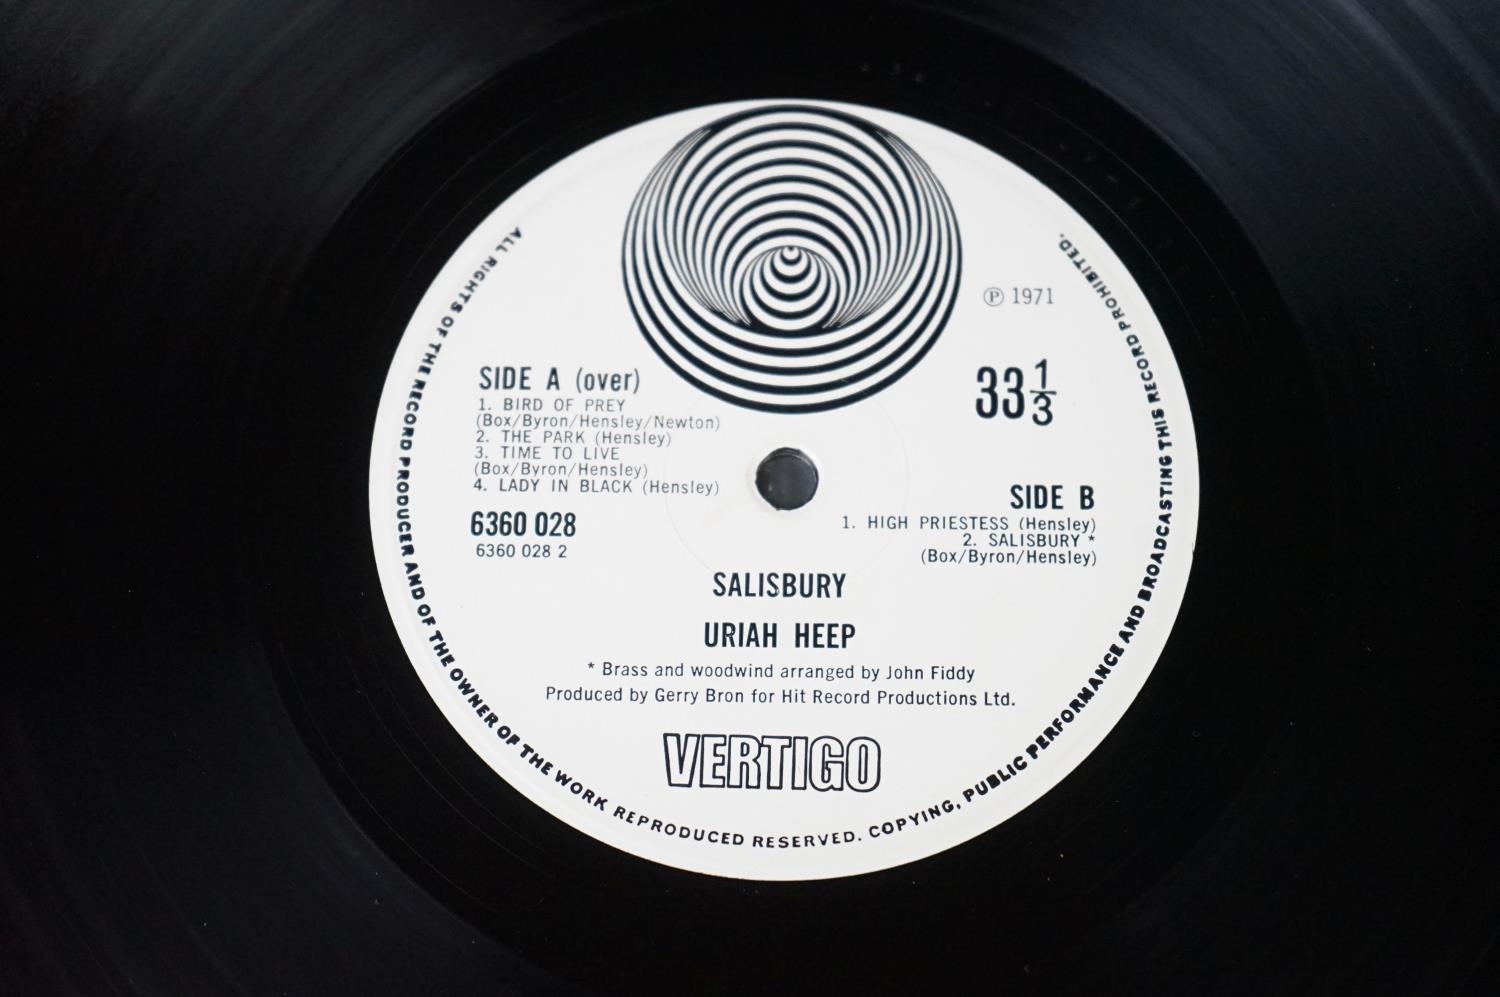 ALL RIGHTS OF THE RECORD PRODUCER AND OF THE OWNER OF THE WORK REPRODUCED RESERVED. COPYING, PUBLIC PERFORMANCE AND BROADCASTING THIS RECORD PROHIBITED.
℗ 1971
33 1/3
SIDE A (over)
1. BIRD OF PREY
(Box/Byron/Hensley/Newton)
2. THE PARK (Hensley)
3. TIME TO LIVE
(Box/Byron/Hensley)
4. LADY IN BLACK (Hensley)
6360 028
6360 028 2
SIDE B
1. HIGH PRIESTESS (Hensley)
2. SALISBURY *
(Box/Byron/Hensley)
SALISBURY
URIAH HEEP
* Brass and woodwind arranged by John Fiddy
Produced by Gerry Bron for Hit Record Productions Ltd.
VERTIGO